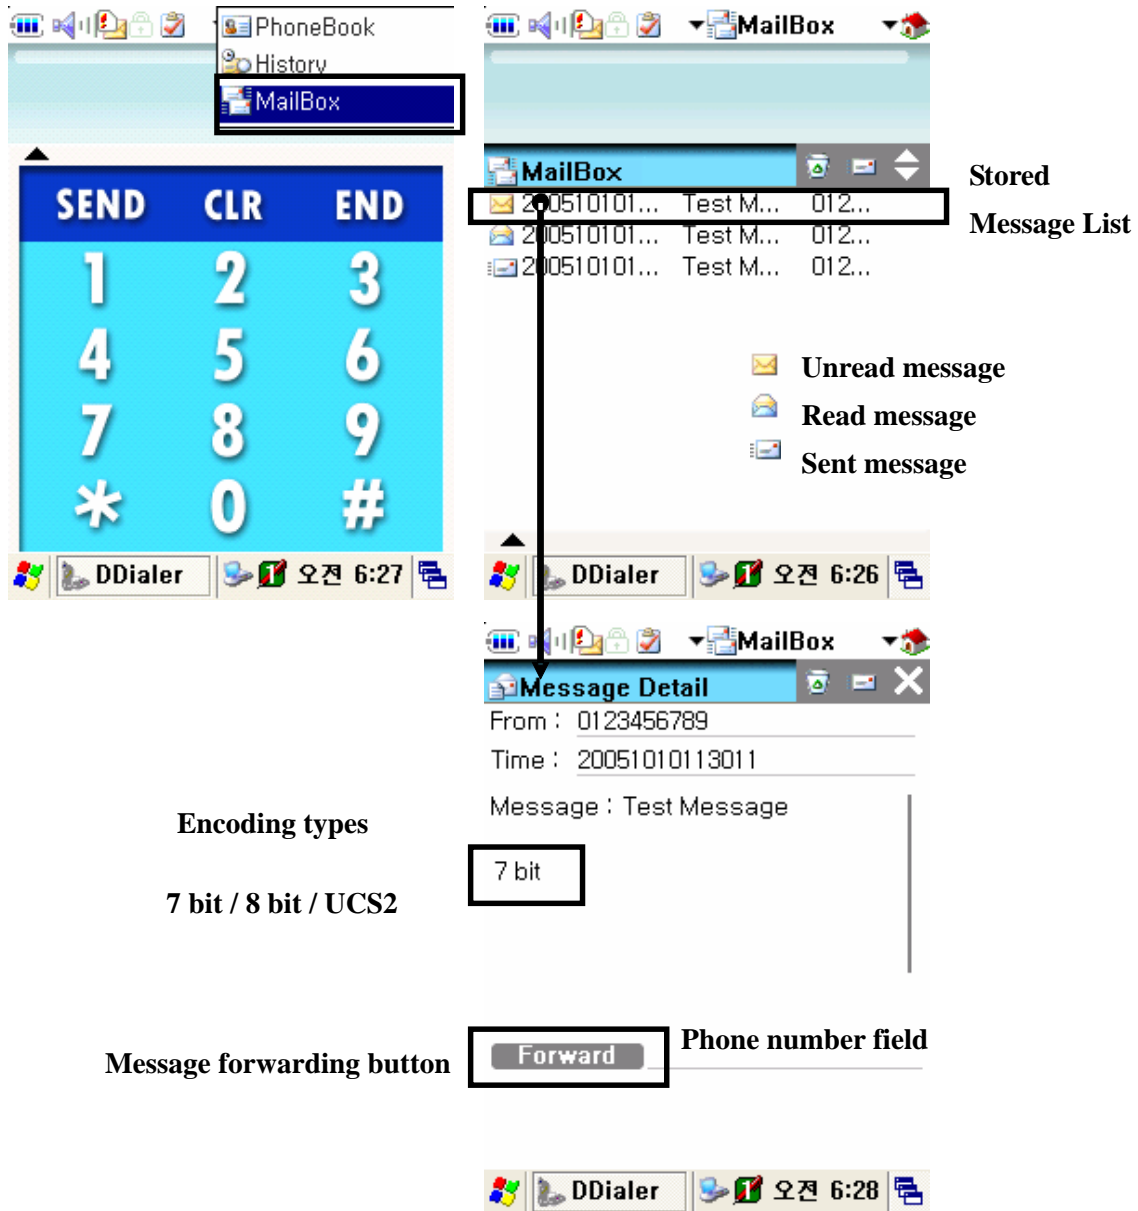 PhoneBook
History
MailBox
SEND CLR END
1 2 3
4 5 6
7 8 9
* 0 #
DDialer 오전 6:27
MailBox
MailBox
200510101... Test M... 012...
200510101... Test M... 012...
200510101... Test M... 012...
Stored
Message List
Unread message
Read message
Sent message
DDialer 오전 6:26
MailBox
Message Detail
From : 0123456789
Time : 20051010113011
Message : Test Message
7 bit
Encoding types
7 bit / 8 bit / UCS2
Message forwarding button
Forward
Phone number field
DDialer 오전 6:28